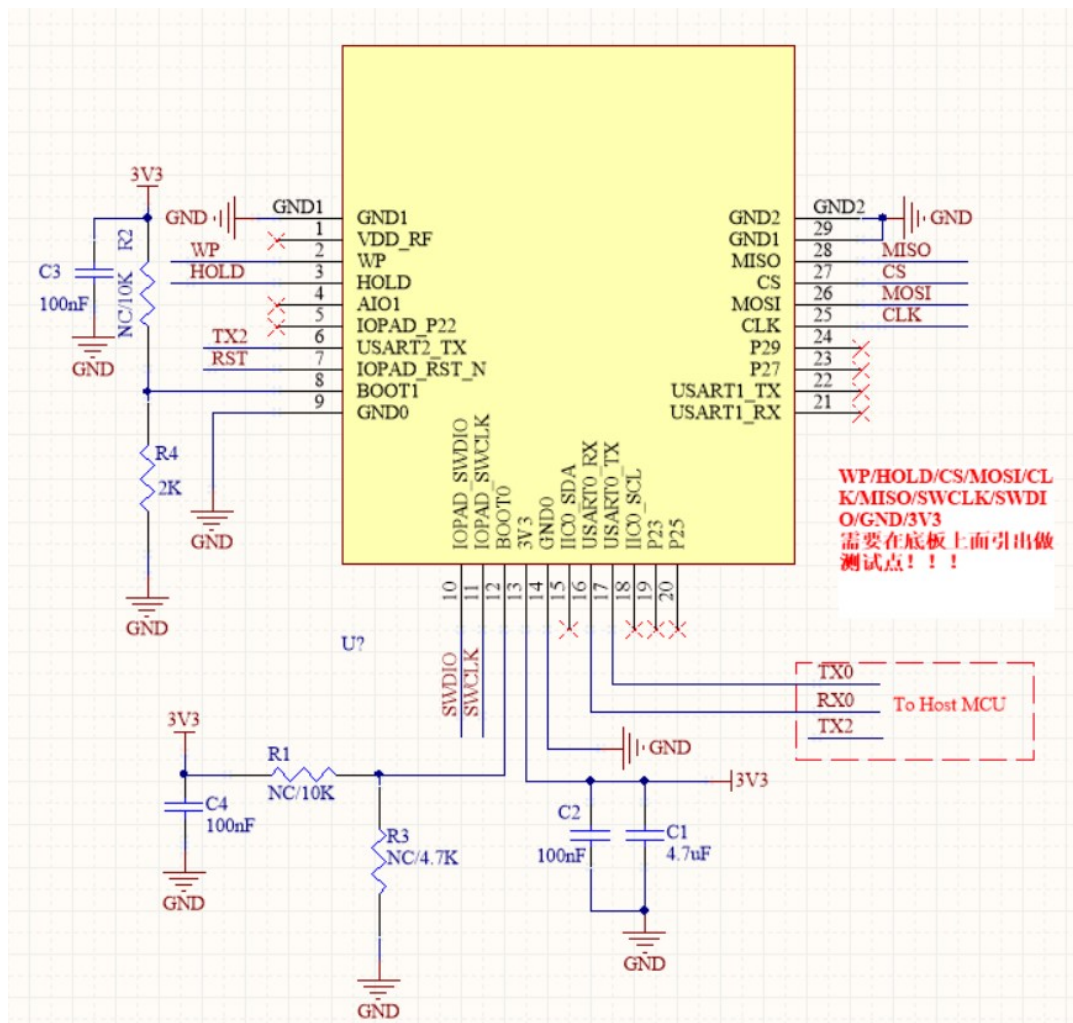 3V3
GND
R2
C3
100nF
NC/10K
GND
WP
HOLD
TX2
RST
R4
2K
GND
GND
GND1
1
2
3
4
5
6
7
8
9
GND1
VDD_RF
WP
HOLD
AIO1
IOPAD_P22
USART2_TX
IOPAD_RST_N
BOOT1
GND0
GND2
GND1
MISO
CS
MOSI
CLK
P29
P27
USART1_TX
USART1_RX
GND2
29
28
27
26
25
24
23
22
21
GND
MISO
CS
MOSI
CLK
IOPAD_SWDIO
IOPAD_SWCLK
BOOT0
3V3
GND0
IIC0_SDA
USART0_RX
USART0_TX
IIC0_SCL
P23
P25
10
11
12
13
14
15
16
17
18
19
20
WP/HOLD/CS/MOSI/CL
K/MISO/SWCLK/SWDI
O/GND/3V3
需要在底板上面引出做
测试点！！！
U?
SWDIO
SWCLK
TX0
RX0
TX2
To Host MCU
3V3
R1
NC/10K
C4
100nF
GND
R3
NC/4.7K
GND
GND
3V3
C2
100nF
C1
4.7uF
GND